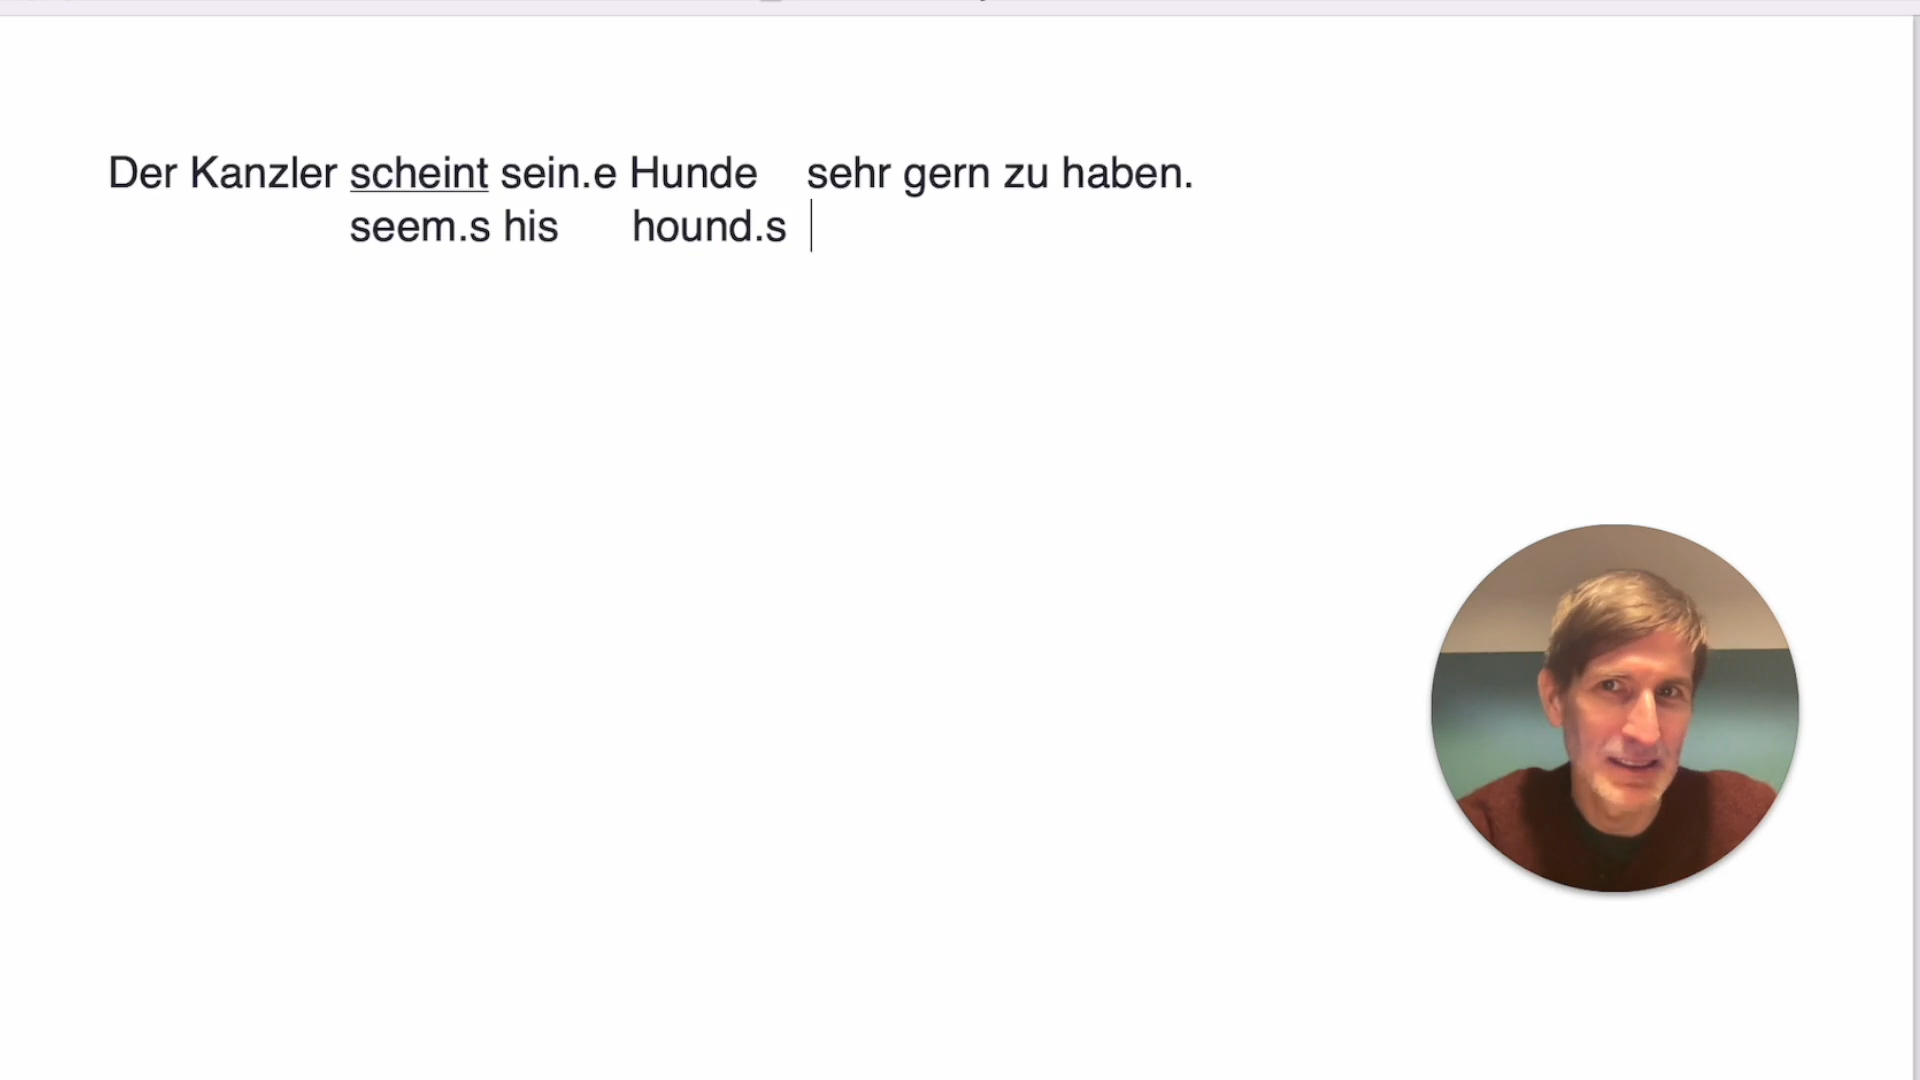 Der Kanzler scheint sein.e Hunde sehr gern zu haben.
seem.s his hound.s